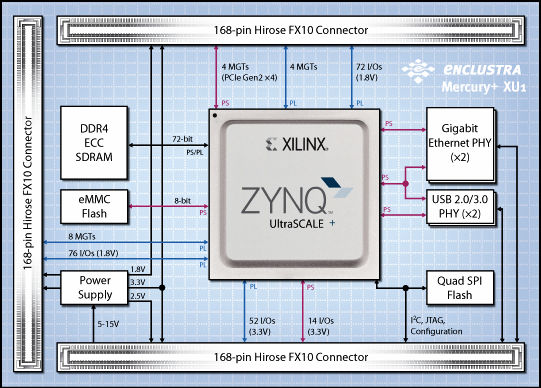 168-pin Hirose FX10 Connector
168-pin Hirose FX10 Connector
4 MGTs
(PCIe Gen2 ×4)
4 MGTs
72 I/Os
(1.8V)
ENCLUSTRA
Mercury+ XU1
PS
PL
PL
DDR4
ECC
SDRAM
72-bit
PS/PL
XILINX
ZYNQ
UltraSCALE +
PS
Gigabit
Ethernet PHY
(×2)
eMMC
Flash
8-bit
PS
PS
PS
USB 2.0/3.0
PHY (×2)
8 MGTs
PL
76 I/Os (1.8V)
PL
Power
Supply
1.8V
3.3V
2.5V
PL
PS
Quad SPI
Flash
5-15V
52 I/Os
(3.3V)
14 I/Os
(3.3V)
I²C, JTAG,
Configuration
168-pin Hirose FX10 Connector